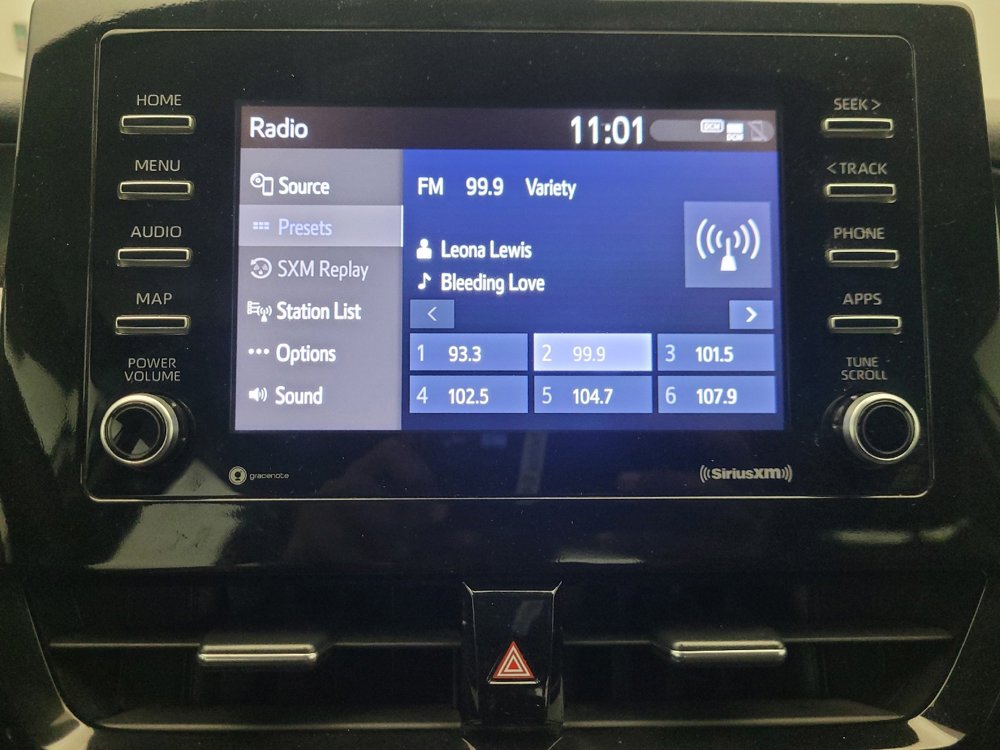 HOME
MENU
AUDIO
MAP
POWER
VOLUME
Radio 11:01 DCM DCM
Source
Presets
SXM Replay
Station List
Options
Sound
FM 99.9 Variety
Leona Lewis
Bleeding Love
< >
1 93.3 2 99.9 3 101.5
4 102.5 5 104.7 6 107.9
SEEK >
< TRACK
PHONE
APPS
TUNE
SCROLL
gracenote
((SiriusXM))